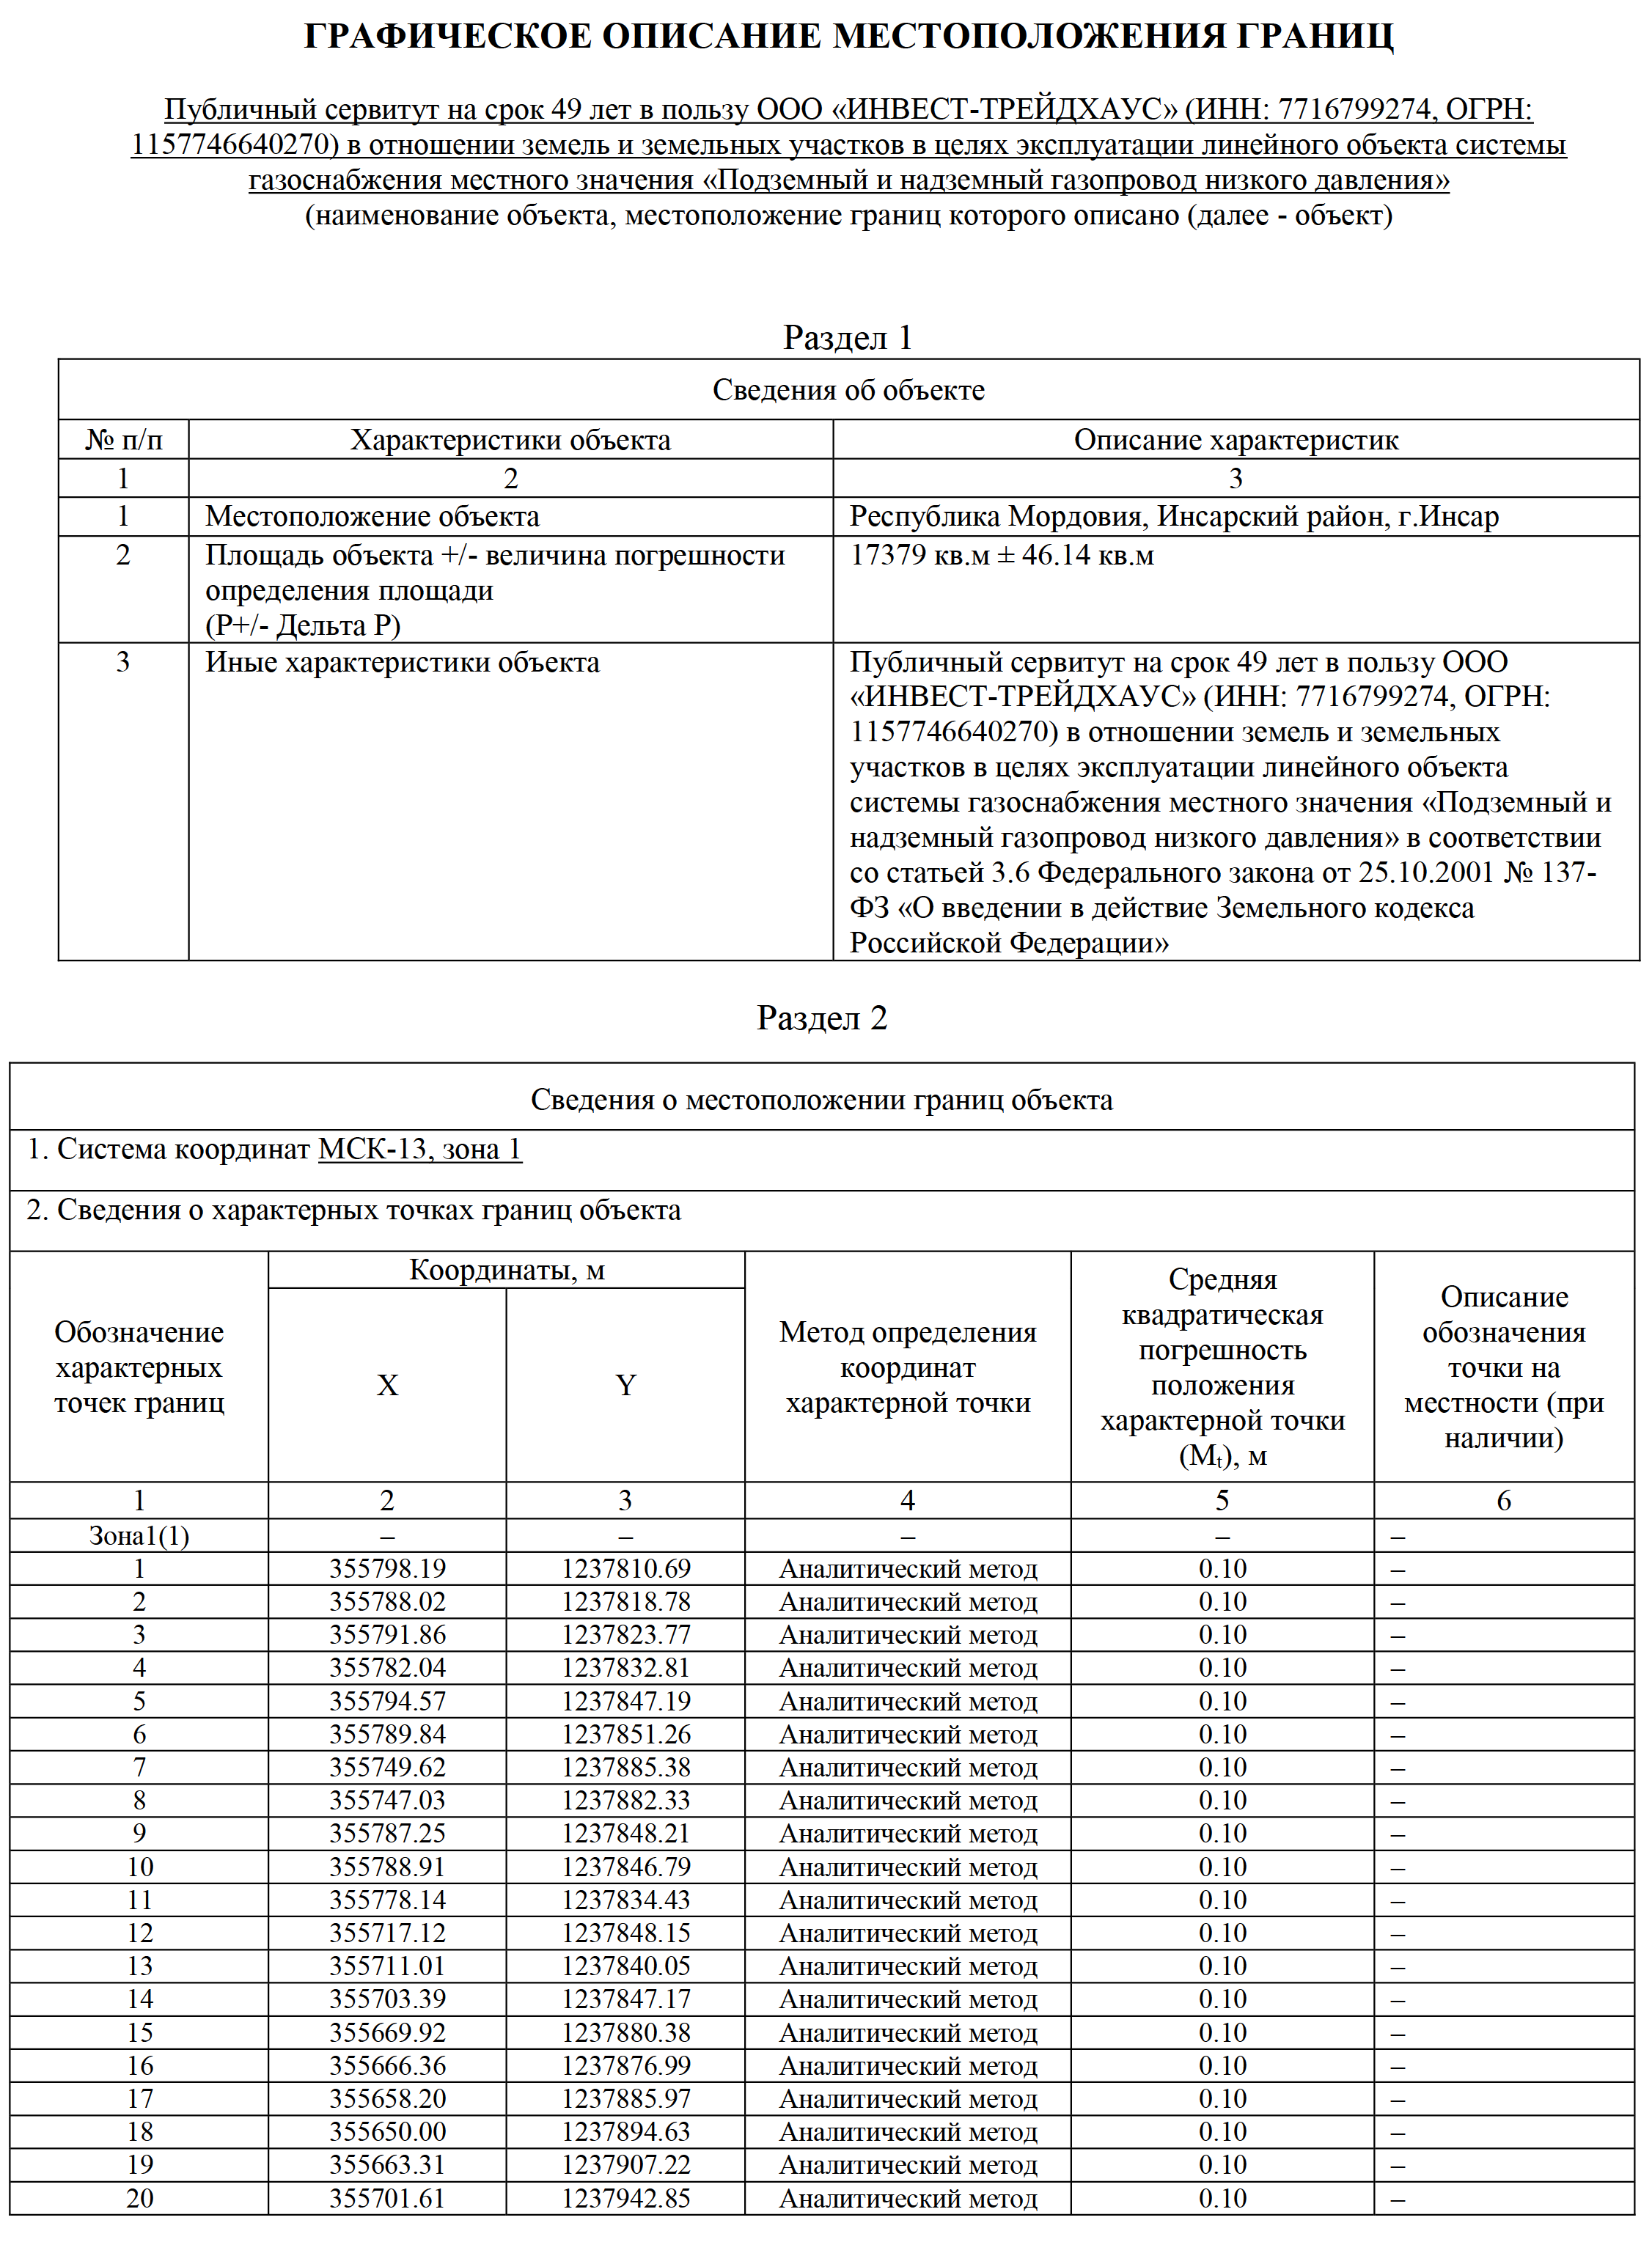 ГРАФИЧЕСКОЕ ОПИСАНИЕ МЕСТОПОЛОЖЕНИЯ ГРАНИЦ
Публичный сервитут на срок 49 лет в пользу ООО «ИНВЕСТ-ТРЕЙДХАУС» (ИНН: 7716799274, ОГРН:
1157746640270) в отношении земель и земельных участков в целях эксплуатации линейного объекта системы
газоснабжения местного значения «Подземный и надземный газопровод низкого давления»
(наименование объекта, местоположение границ которого описано (далее - объект)
Раздел 1
Сведения об объекте
№ п/п Характеристики объекта Описание характеристик
1 2 3
1 Местоположение объекта Республика Мордовия, Инсарский район, г.Инсар
2 Площадь объекта +/- величина погрешности 17379 кв.м ± 46.14 кв.м
определения площади
(Р+/- Дельта Р)
3 Иные характеристики объекта Публичный сервитут на срок 49 лет в пользу ООО
«ИНВЕСТ-ТРЕЙДХАУС» (ИНН: 7716799274, ОГРН:
1157746640270) в отношении земель и земельных
участков в целях эксплуатации линейного объекта
системы газоснабжения местного значения «Подземный и
надземный газопровод низкого давления» в соответствии
со статьей 3.6 Федерального закона от 25.10.2001 № 137-
ФЗ «О введении в действие Земельного кодекса
Российской Федерации»
Раздел 2
Сведения о местоположении границ объекта
1. Система координат МСК-13, зона 1
2. Сведения о характерных точках границ объекта
Обозначение
характерных
точек границ
Координаты, м
X Y
Метод определения
координат
характерной точки
Средняя
квадратическая
погрешность
положения
характерной точки
(Mt), м
Описание
обозначения
точки на
местности (при
наличии)
1 2 3 4 5 6
Зона1(1) – – – – –
1 355798.19 1237810.69 Аналитический метод 0.10 –
2 355788.02 1237818.78 Аналитический метод 0.10 –
3 355791.86 1237823.77 Аналитический метод 0.10 –
4 355782.04 1237832.81 Аналитический метод 0.10 –
5 355794.57 1237847.19 Аналитический метод 0.10 –
6 355789.84 1237851.26 Аналитический метод 0.10 –
7 355749.62 1237885.38 Аналитический метод 0.10 –
8 355747.03 1237882.33 Аналитический метод 0.10 –
9 355787.25 1237848.21 Аналитический метод 0.10 –
10 355788.91 1237846.79 Аналитический метод 0.10 –
11 355778.14 1237834.43 Аналитический метод 0.10 –
12 355717.12 1237848.15 Аналитический метод 0.10 –
13 355711.01 1237840.05 Аналитический метод 0.10 –
14 355703.39 1237847.17 Аналитический метод 0.10 –
15 355669.92 1237880.38 Аналитический метод 0.10 –
16 355666.36 1237876.99 Аналитический метод 0.10 –
17 355658.20 1237885.97 Аналитический метод 0.10 –
18 355650.00 1237894.63 Аналитический метод 0.10 –
19 355663.31 1237907.22 Аналитический метод 0.10 –
20 355701.61 1237942.85 Аналитический метод 0.10 –